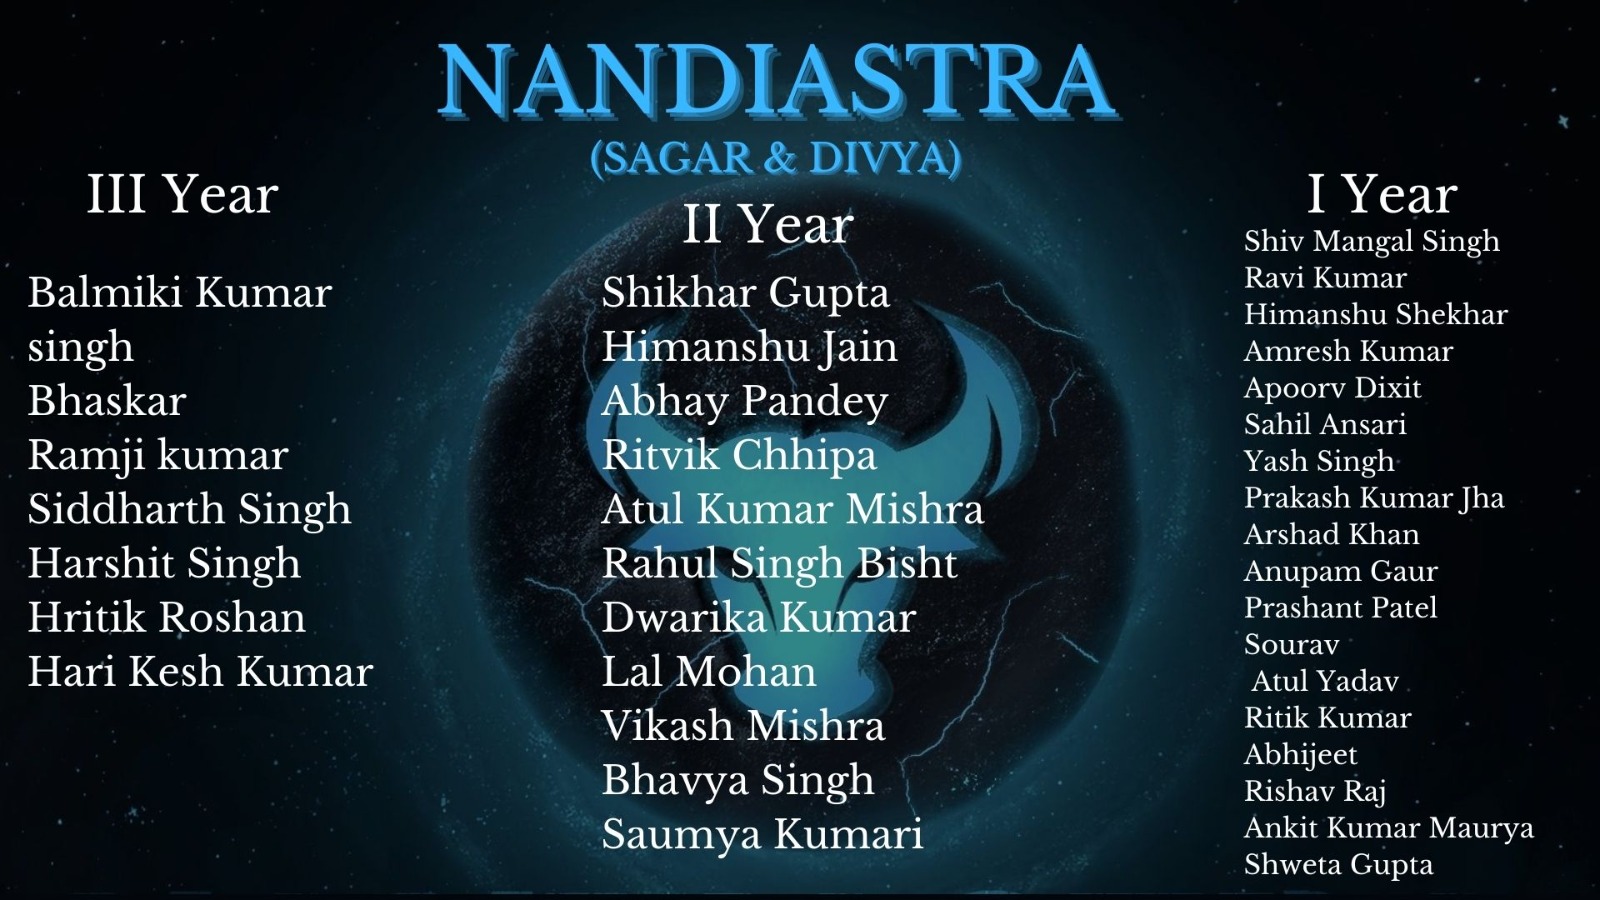 NANDIASTRA
(SAGAR & DIVYA)
III Year
Balmiki Kumar
singh
Bhaskar
Ramji kumar
Siddharth Singh
Harshit Singh
Hritik Roshan
Hari Kesh Kumar
II Year
Shikhar Gupta
Himanshu Jain
Abhay Pandey
Ritvik Chhipa
Atul Kumar Mishra
Rahul Singh Bisht
Dwarika Kumar
Lal Mohan
Vikash Mishra
Bhavya Singh
Saumya Kumari
I Year
Shiv Mangal Singh
Ravi Kumar
Himanshu Shekhar
Amresh Kumar
Apoorv Dixit
Sahil Ansari
Yash Singh
Prakash Kumar Jha
Arshad Khan
Anupam Gaur
Prashant Patel
Sourav
Atul Yadav
Ritik Kumar
Abhijeet
Rishav Raj
Ankit Kumar Maurya
Shweta Gupta